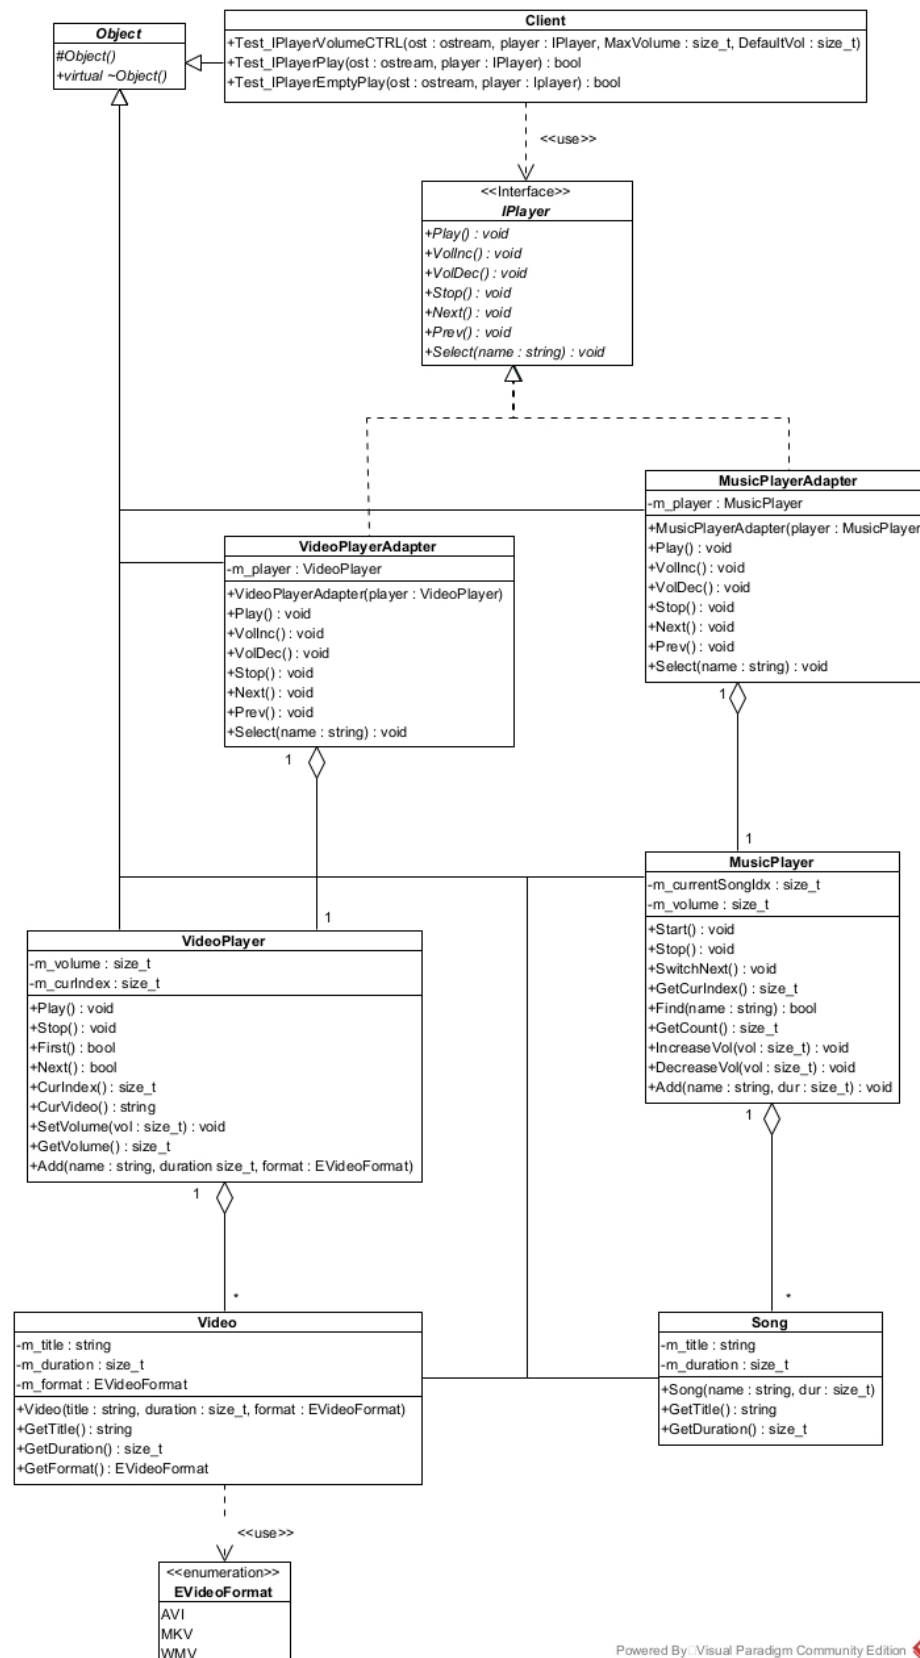 Object
#Object()
+virtual ~Object()
Client
+Test_IPlayerVolumeCTRL(ost : ostream, player : IPlayer, MaxVolume : size_t, DefaultVol : size_t)
+Test_IPlayerPlay(ost : ostream, player : IPlayer) : bool
+Test_IPlayerEmptyPlay(ost : ostream, player : Iplayer) : bool
<<use>>
<<Interface>>
IPlayer
+Play() : void
+VolInc() : void
+VolDec() : void
+Stop() : void
+Next() : void
+Prev() : void
+Select(name : string) : void
MusicPlayerAdapter
-m_player : MusicPlayer
+MusicPlayerAdapter(player : MusicPlayer
+Play() : void
+VolInc() : void
+VolDec() : void
+Stop() : void
+Next() : void
+Prev() : void
+Select(name : string) : void
1
1
VideoPlayerAdapter
-m_player : VideoPlayer
+VideoPlayerAdapter(player : VideoPlayer)
+Play() : void
+VolInc() : void
+VolDec() : void
+Stop() : void
+Next() : void
+Prev() : void
+Select(name : string) : void
1
1
MusicPlayer
-m_currentSongIdx : size_t
-m_volume : size_t
+Start() : void
+Stop() : void
+SwitchNext() : void
+GetCurIndex() : size_t
+Find(name : string) : bool
+GetCount() : size_t
+IncreaseVol(vol : size_t) : void
+DecreaseVol(vol : size_t) : void
+Add(name : string, dur : size_t) : void
1
*
VideoPlayer
-m_volume : size_t
-m_curIndex : size_t
+Play() : void
+Stop() : void
+First() : bool
+Next() : bool
+CurIndex() : size_t
+CurVideo() : string
+SetVolume(vol : size_t) : void
+GetVolume() : size_t
+Add(name : string, duration size_t, format : EVideoFormat)
1
*
Video
-m_title : string
-m_duration : size_t
-m_format : EVideoFormat
+Video(title : string, duration : size_t, format : EVideoFormat)
+GetTitle() : string
+GetDuration() : size_t
+GetFormat() : EVideoFormat
Song
-m_title : string
-m_duration : size_t
+Song(name : string, dur : size_t)
+GetTitle() : string
+GetDuration() : size_t
<<use>>
<<enumeration>>
EVideoFormat
AVI
MKV
WMV
Powered By Visual Paradigm Community Edition